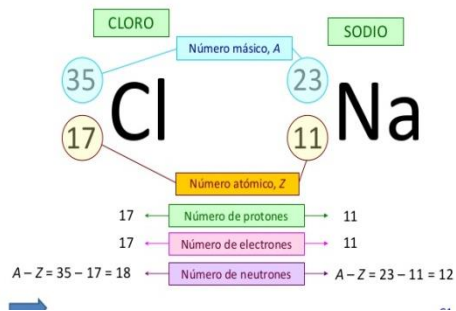 CLORO
SODIO
Número másico, A
35
Cl
17
23
Na
11
Número atómico, Z
17 Número de protones 11
17 Número de electrones 11
A – Z = 35 – 17 = 18 Número de neutrones A – Z = 23 – 11 = 12